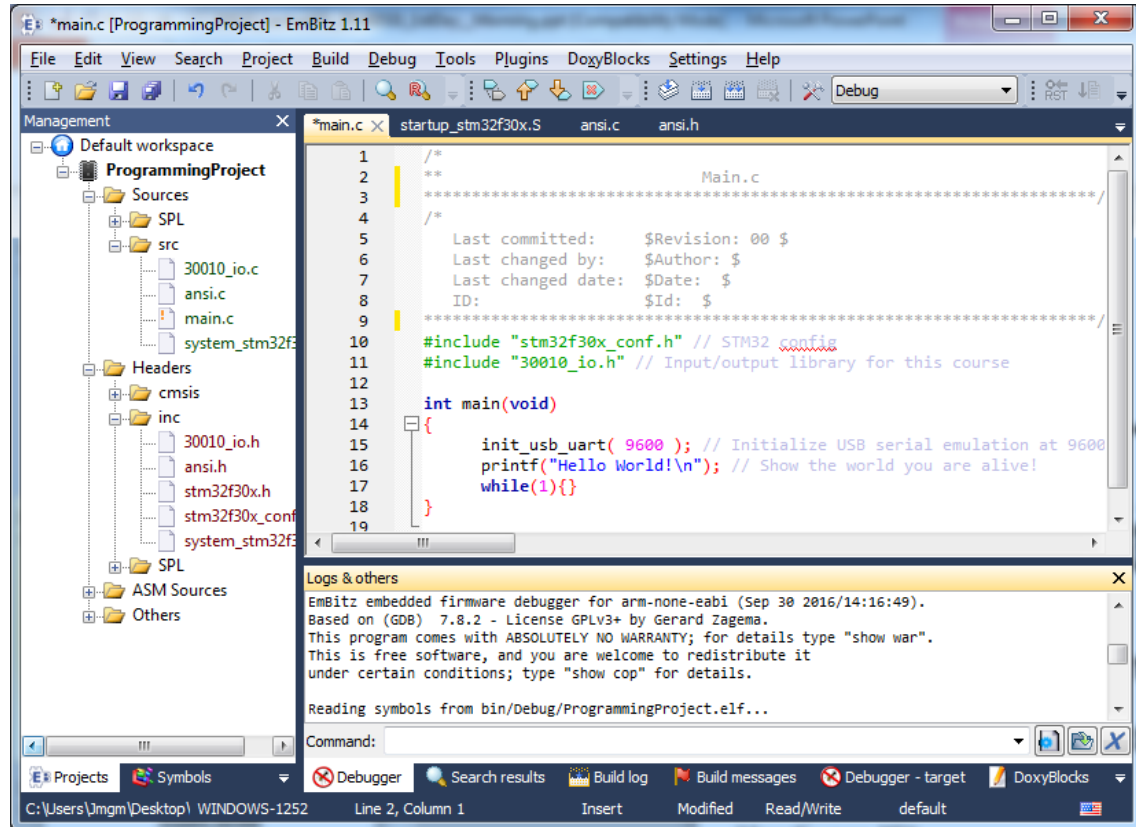 *main.c [ProgrammingProject] - EmBitz 1.11
File Edit View Search Project Build Debug Tools Plugins DoxyBlocks Settings Help
Debug
Management
Default workspace
ProgrammingProject
Sources
SPL
src
30010_io.c
ansi.c
main.c
system_stm32f3
Headers
cmsis
inc
30010_io.h
ansi.h
stm32f30x.h
stm32f30x_conf
system_stm32f3
SPL
ASM Sources
Others
Projects Symbols
*main.c startup_stm32f30x.S ansi.c ansi.h
1 /*
2 ** Main.c
3 *******************************************************************************/
4 /*
5 Last committed: $Revision: 00 $
6 Last changed by: $Author: $
7 Last changed date: $Date: $
8 ID: $Id: $
9 *******************************************************************************/
10 #include "stm32f30x_conf.h" // STM32 config
11 #include "30010_io.h" // Input/output library for this course
12
13 int main(void)
14 {
15 init_usb_uart( 9600 ); // Initialize USB serial emulation at 9600
16 printf("Hello World!\n"); // Show the world you are alive!
17 while(1){}
18 }
19
Logs & others
EmBitz embedded firmware debugger for arm-none-eabi (Sep 30 2016/14:16:49).
Based on (GDB) 7.8.2 - License GPLv3+ by Gerard Zagema.
This program comes with ABSOLUTELY NO WARRANTY; for details type "show war".
This is free software, and you are welcome to redistribute it
under certain conditions; type "show cop" for details.
Reading symbols from bin/Debug/ProgrammingProject.elf...
Command:
Debugger Search results Build log Build messages Debugger - target DoxyBlocks
C:\Users\Jmgm\Desktop\ WINDOWS-1252 Line 2, Column 1 Insert Modified Read/Write default